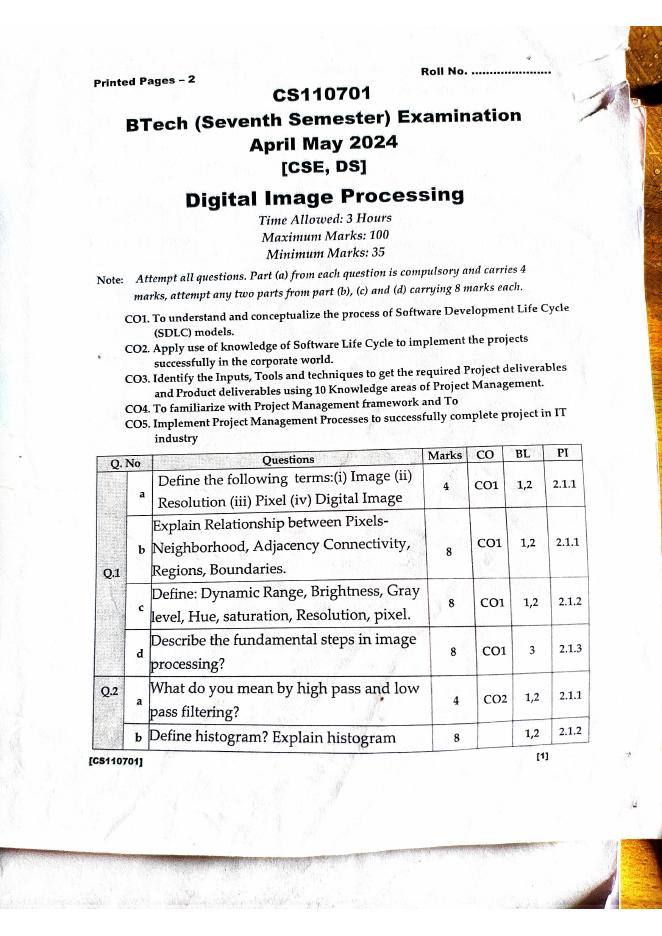 Printed Pages – 2
Roll No. ......................
CS110701
BTech (Seventh Semester) Examination
April May 2024
[CSE, DS]
Digital Image Processing
Time Allowed: 3 Hours
Maximum Marks: 100
Minimum Marks: 35
Note: Attempt all questions. Part (a) from each question is compulsory and carries 4
marks, attempt any two parts from part (b), (c) and (d) carrying 8 marks each.
CO1. To understand and conceptualize the process of Software Development Life Cycle
(SDLC) models.
CO2. Apply use of knowledge of Software Life Cycle to implement the projects
successfully in the corporate world.
CO3. Identify the Inputs, Tools and techniques to get the required Project deliverables
and Product deliverables using 10 Knowledge areas of Project Management.
CO4. To familiarize with Project Management framework and To
CO5. Implement Project Management Processes to successfully complete project in IT
industry
Q. No Questions Marks CO BL PI
Q.1 a Define the following terms:(i) Image (ii)
Resolution (iii) Pixel (iv) Digital Image 4 CO1 1,2 2.1.1
b Explain Relationship between Pixels-
Neighborhood, Adjacency Connectivity,
Regions, Boundaries. 8 CO1 1,2 2.1.1
c Define: Dynamic Range, Brightness, Gray
level, Hue, saturation, Resolution, pixel. 8 CO1 1,2 2.1.2
d Describe the fundamental steps in image
processing? 8 CO1 3 2.1.3
Q.2 a What do you mean by high pass and low
pass filtering? 4 CO2 1,2 2.1.1
b Define histogram? Explain histogram 8 1,2 2.1.2
[CS110701] [1]